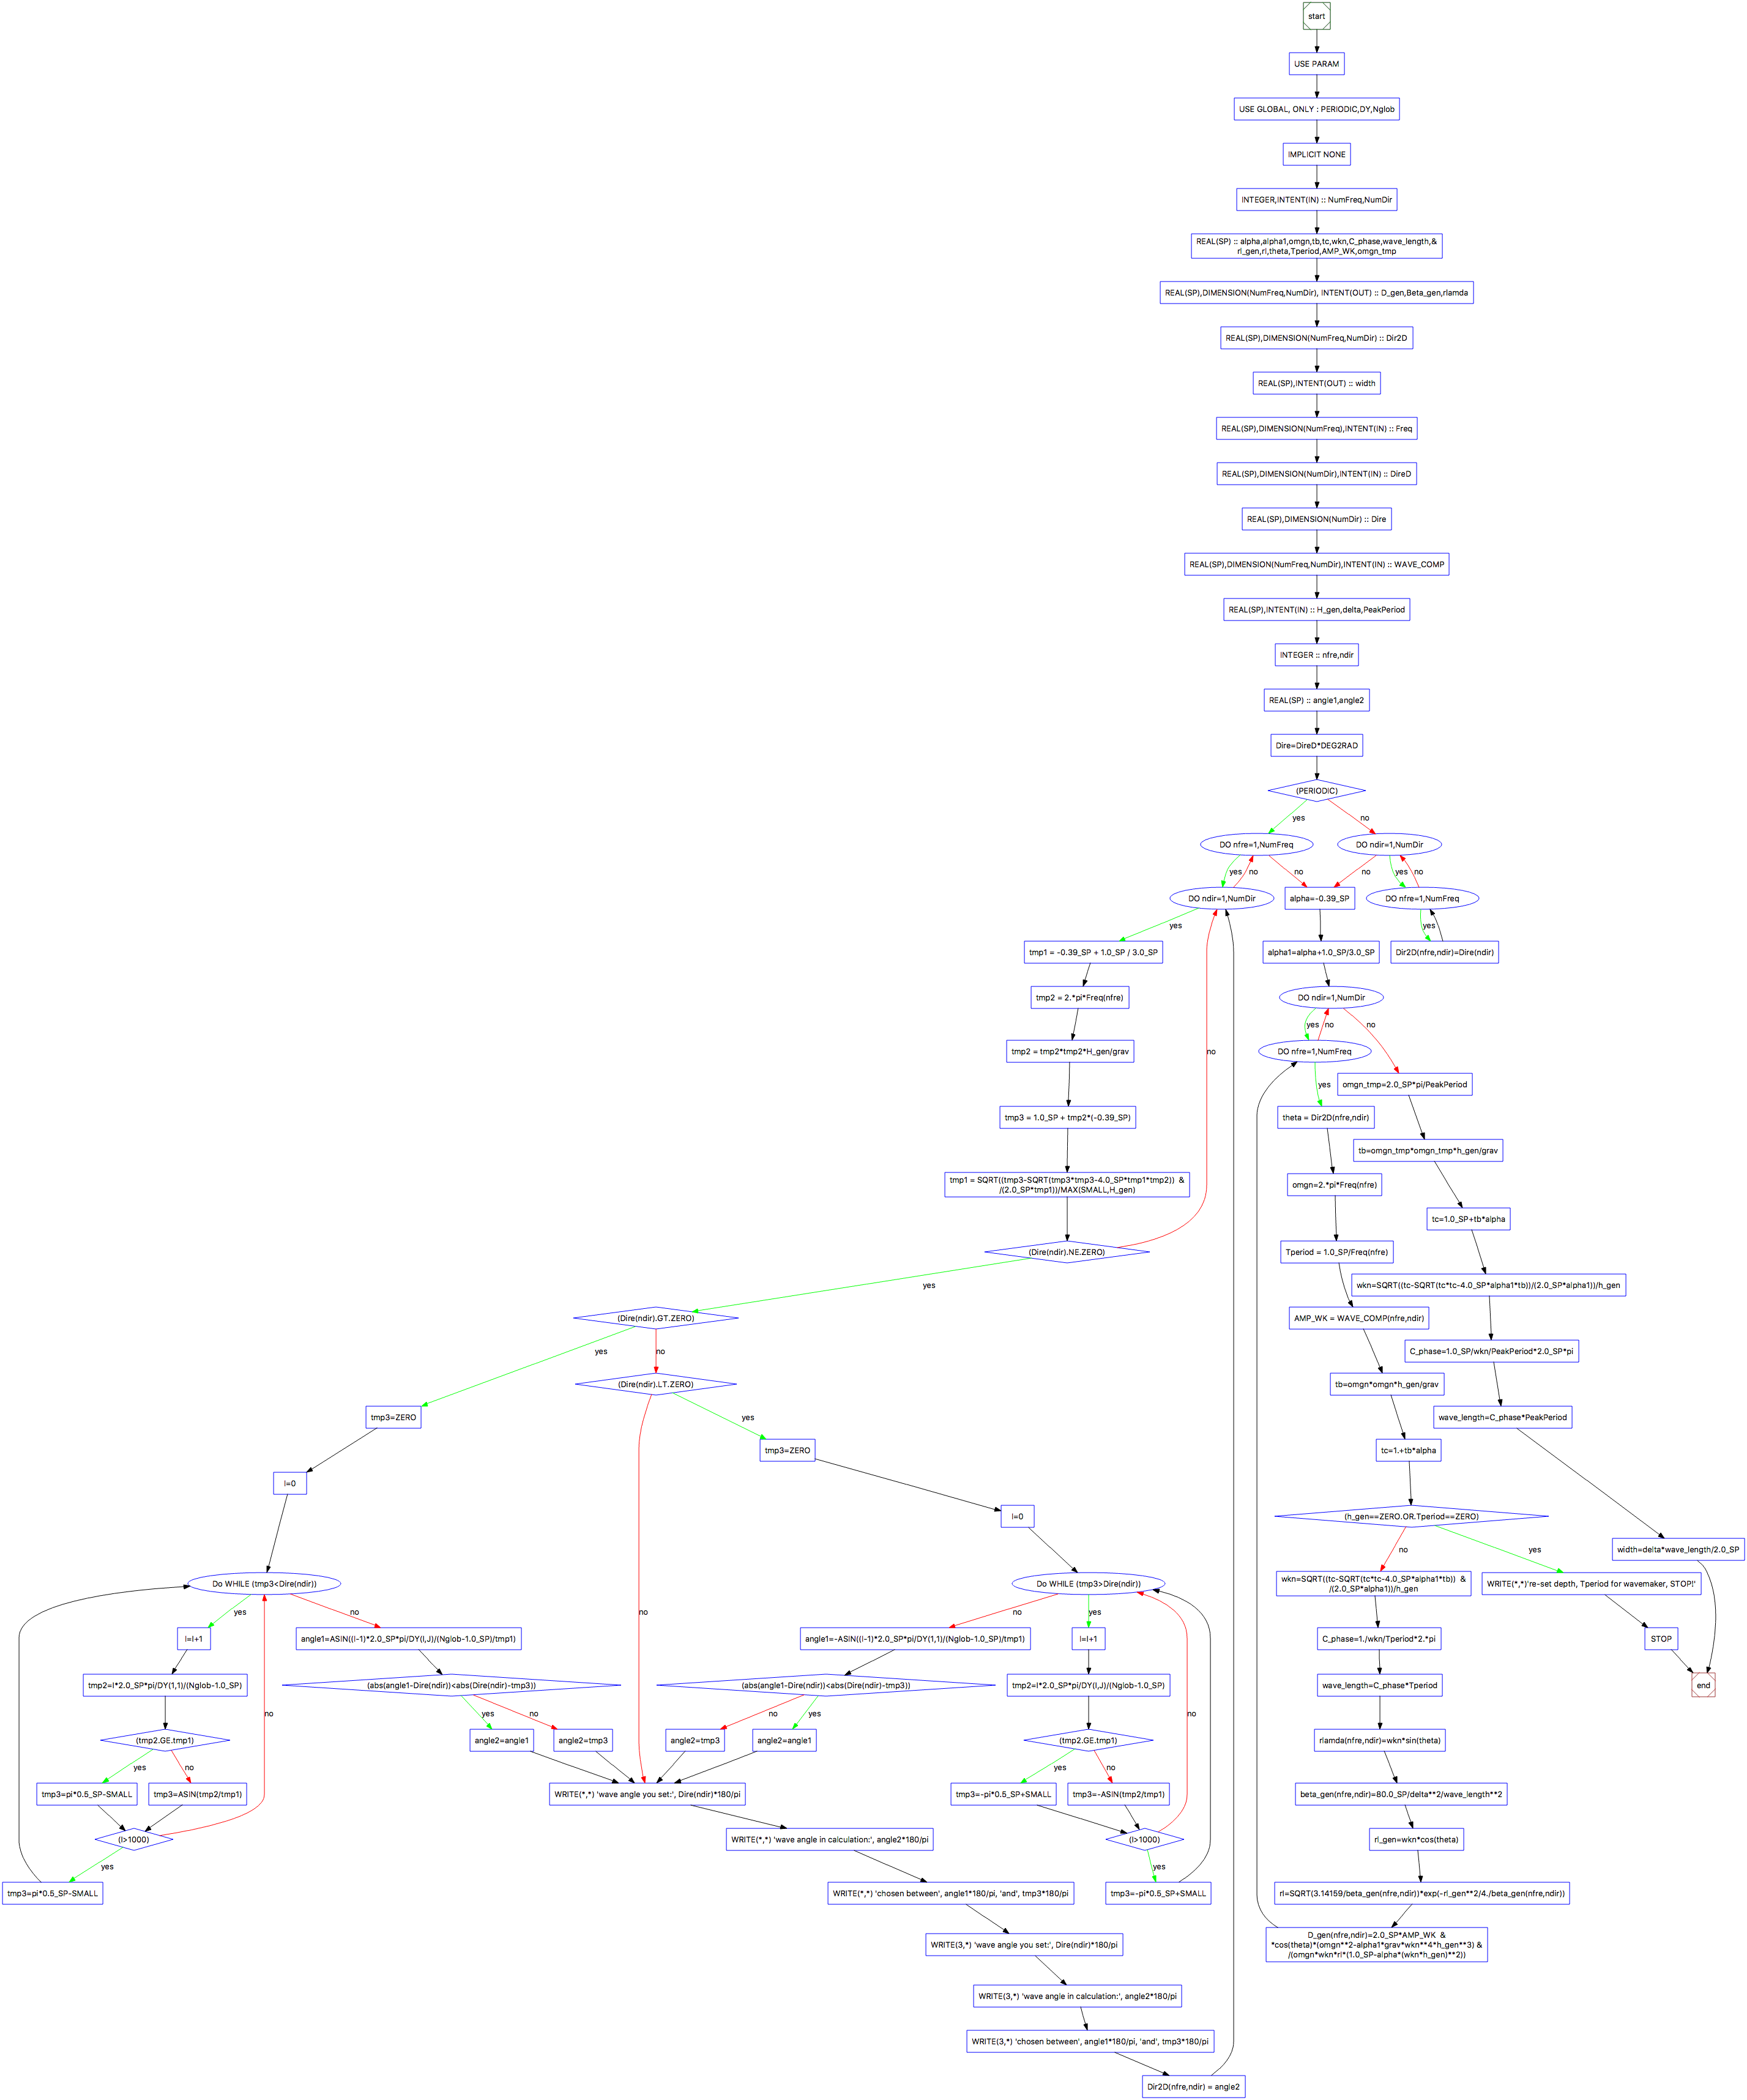 start
USE PARAM
USE GLOBAL, ONLY : PERIODIC,DY,Nglob
IMPLICIT NONE
INTEGER,INTENT(IN) :: NumFreq,NumDir
REAL(SP) :: alpha,alpha1,omgn,tb,tc,wkn,C_phase,wave_length,&
rl_gen,rl,theta,Tperiod,AMP_WK,omgn_tmp
REAL(SP),DIMENSION(NumFreq,NumDir), INTENT(OUT) :: D_gen,Beta_gen,rlamda
REAL(SP),DIMENSION(NumFreq,NumDir) :: Dir2D
REAL(SP),INTENT(OUT) :: width
REAL(SP),DIMENSION(NumFreq),INTENT(IN) :: Freq
REAL(SP),DIMENSION(NumDir),INTENT(IN) :: DireD
REAL(SP),DIMENSION(NumDir) :: Dire
REAL(SP),DIMENSION(NumFreq,NumDir),INTENT(IN) :: WAVE_COMP
REAL(SP),INTENT(IN) :: H_gen,delta,PeakPeriod
INTEGER :: nfre,ndir
REAL(SP) :: angle1,angle2
Dire=DireD*DEG2RAD
(PERIODIC)
yes
no
DO nfre=1,NumFreq
DO ndir=1,NumDir
yes
no
no
no
yes
no
DO ndir=1,NumDir
alpha=-0.39_SP
DO nfre=1,NumFreq
yes
yes
tmp1 = -0.39_SP + 1.0_SP / 3.0_SP
alpha1=alpha+1.0_SP/3.0_SP
Dir2D(nfre,ndir)=Dire(ndir)
tmp2 = 2.*pi*Freq(nfre)
DO ndir=1,NumDir
yes
no
no
tmp2 = tmp2*tmp2*H_gen/grav
no
DO nfre=1,NumFreq
yes
omgn_tmp=2.0_SP*pi/PeakPeriod
tmp3 = 1.0_SP + tmp2*(-0.39_SP)
theta = Dir2D(nfre,ndir)
tb=omgn_tmp*omgn_tmp*h_gen/grav
tmp1 = SQRT((tmp3-SQRT(tmp3*tmp3-4.0_SP*tmp1*tmp2))  &
/(2.0_SP*tmp1))/MAX(SMALL,H_gen)
omgn=2.*pi*Freq(nfre)
tc=1.0_SP+tb*alpha
(Dire(ndir).NE.ZERO)
Tperiod = 1.0_SP/Freq(nfre)
yes
wkn=SQRT((tc-SQRT(tc*tc-4.0_SP*alpha1*tb))/(2.0_SP*alpha1))/h_gen
(Dire(ndir).GT.ZERO)
AMP_WK = WAVE_COMP(nfre,ndir)
yes
no
C_phase=1.0_SP/wkn/PeakPeriod*2.0_SP*pi
(Dire(ndir).LT.ZERO)
tb=omgn*omgn*h_gen/grav
tmp3=ZERO
yes
wave_length=C_phase*PeakPeriod
tmp3=ZERO
tc=1.+tb*alpha
I=0
I=0
(h_gen==ZERO.OR.Tperiod==ZERO)
no
yes
width=delta*wave_length/2.0_SP
Do WHILE (tmp3<Dire(ndir))
Do WHILE (tmp3>Dire(ndir))
wkn=SQRT((tc-SQRT(tc*tc-4.0_SP*alpha1*tb))  &
/(2.0_SP*alpha1))/h_gen
WRITE(*,*)'re-set depth, Tperiod for wavemaker, STOP!'
yes
no
no
no
yes
I=I+1
angle1=ASIN((I-1)*2.0_SP*pi/DY(I,J)/(Nglob-1.0_SP)/tmp1)
angle1=-ASIN((I-1)*2.0_SP*pi/DY(1,1)/(Nglob-1.0_SP)/tmp1)
I=I+1
C_phase=1./wkn/Tperiod*2.*pi
STOP
tmp2=I*2.0_SP*pi/DY(1,1)/(Nglob-1.0_SP)
(abs(angle1-Dire(ndir))<abs(Dire(ndir)-tmp3))
(abs(angle1-Dire(ndir))<abs(Dire(ndir)-tmp3))
tmp2=I*2.0_SP*pi/DY(I,J)/(Nglob-1.0_SP)
wave_length=C_phase*Tperiod
end
no
yes
no
no
yes
no
(tmp2.GE.tmp1)
angle2=angle1
angle2=tmp3
angle2=tmp3
angle2=angle1
(tmp2.GE.tmp1)
rlamda(nfre,ndir)=wkn*sin(theta)
yes
no
yes
no
tmp3=pi*0.5_SP-SMALL
tmp3=ASIN(tmp2/tmp1)
WRITE(*,*) 'wave angle you set:', Dire(ndir)*180/pi
tmp3=-pi*0.5_SP+SMALL
tmp3=-ASIN(tmp2/tmp1)
beta_gen(nfre,ndir)=80.0_SP/delta**2/wave_length**2
(I>1000)
WRITE(*,*) 'wave angle in calculation:', angle2*180/pi
(I>1000)
rl_gen=wkn*cos(theta)
yes
yes
tmp3=pi*0.5_SP-SMALL
WRITE(*,*) 'chosen between', angle1*180/pi, 'and', tmp3*180/pi
tmp3=-pi*0.5_SP+SMALL
rl=SQRT(3.14159/beta_gen(nfre,ndir))*exp(-rl_gen**2/4./beta_gen(nfre,ndir))
WRITE(3,*) 'wave angle you set:', Dire(ndir)*180/pi
D_gen(nfre,ndir)=2.0_SP*AMP_WK  &
*cos(theta)*(omgn**2-alpha1*grav*wkn**4*h_gen**3) &
/(omgn*wkn*rl*(1.0_SP-alpha*(wkn*h_gen)**2))
WRITE(3,*) 'wave angle in calculation:', angle2*180/pi
WRITE(3,*) 'chosen between', angle1*180/pi, 'and', tmp3*180/pi
Dir2D(nfre,ndir) = angle2